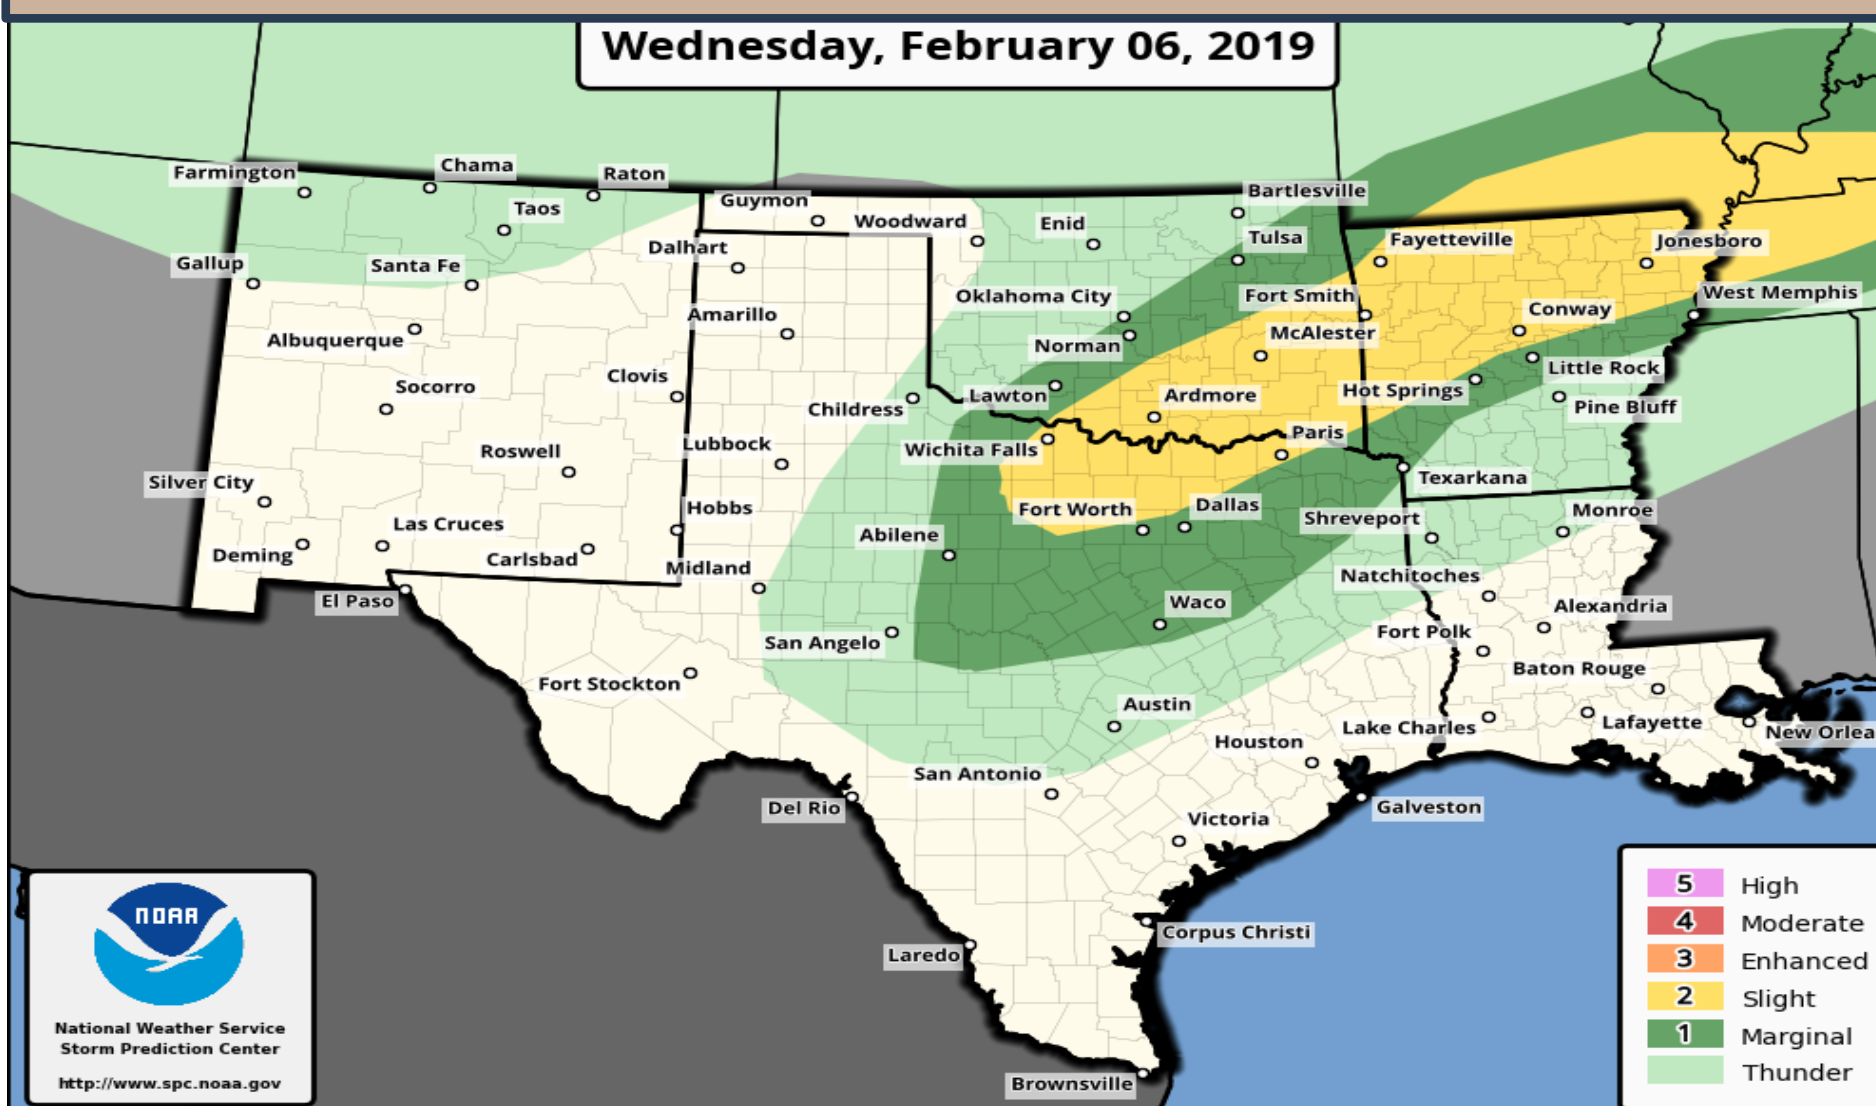 Wednesday, February 06, 2019
Farmington
Chama
Raton
Taos
Guymon
Woodward
Bartlesville
Enid
Tulsa
Fayetteville
Jonesboro
Dalhart
Gallup
Santa Fe
Oklahoma City
Fort Smith
West Memphis
Amarillo
Conway
Albuquerque
McAlester
Norman
Little Rock
Clovis
Socorro
Hot Springs
Lawton
Ardmore
Childress
Pine Bluff
Paris
Lubbock
Roswell
Wichita Falls
Texarkana
Silver City
Hobbs
Dallas
Fort Worth
Monroe
Shreveport
Las Cruces
Abilene
Deming
Carlsbad
Midland
Natchitoches
El Paso
Waco
Alexandria
Fort Polk
San Angelo
Baton Rouge
Fort Stockton
Austin
Lake Charles
Lafayette
New Orlea
Houston
San Antonio
Del Rio
Galveston
Victoria
Corpus Christi
Laredo
Brownsville
NOAA
National Weather Service
Storm Prediction Center
http://www.spc.noaa.gov
5 High
4 Moderate
3 Enhanced
2 Slight
1 Marginal
Thunder